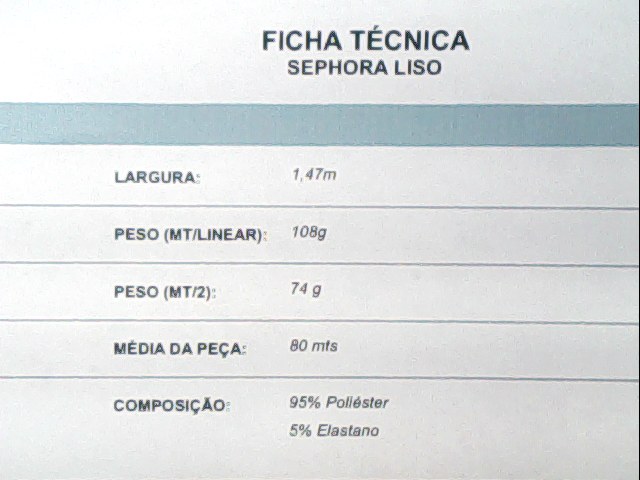 FICHA TÉCNICA
SEPHORA LISO
LARGURA: 1,47m
PESO (MT/LINEAR): 108g
PESO (MT/2): 74 g
MÉDIA DA PEÇA: 80 mts
COMPOSIÇÃO: 95% Poliéster
5% Elastano